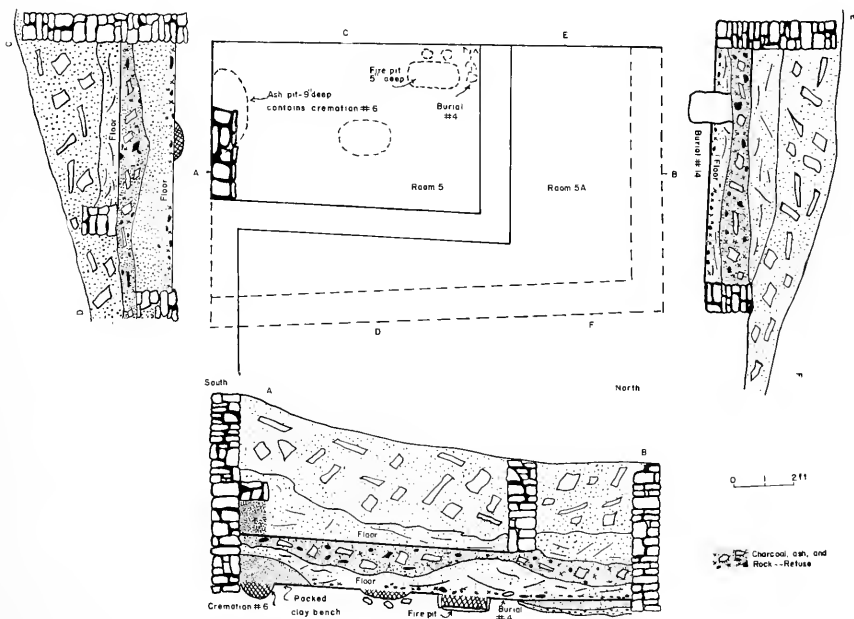 C
Floor
Floor
D
C
E
Fire pit
5" deep
Ash pit-9" deep
contains cremation #6
Burial
#4
A
B
Room 5
Room 5A
D
F
E
Burial #14
Floor
F
South
North
A
B
Floor
Floor
Cremation #6
Packed
clay bench
Fire pit
Burial
#4
0 1 2 ft
Charcoal, ash, and
Rock--Refuse